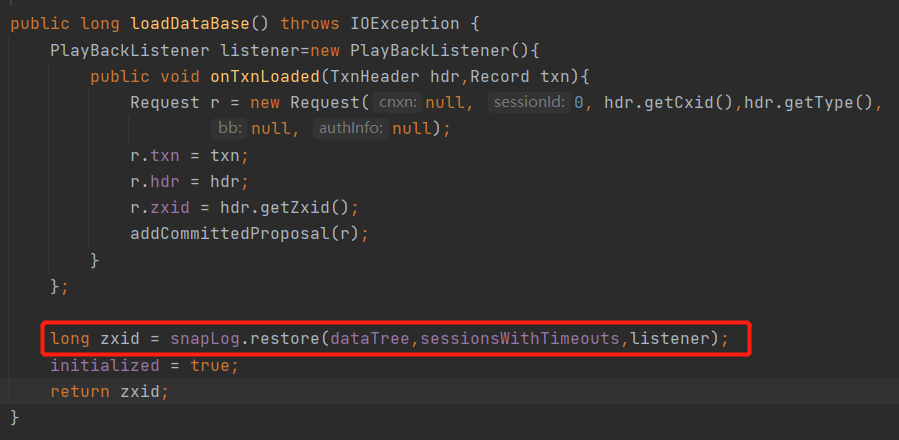 public long loadDataBase() throws IOException {
PlayBackListener listener=new PlayBackListener(){
public void onTxnLoaded(TxnHeader hdr,Record txn){
Request r = new Request( cnxn: null, sessionId: 0, hdr.getCxid(),hdr.getType(),
bb: null, authInfo: null);
r.txn = txn;
r.hdr = hdr;
r.zxid = hdr.getZxid();
addCommittedProposal(r);
}
};
long zxid = snapLog.restore(dataTree,sessionsWithTimeouts,listener);
initialized = true;
return zxid;
}